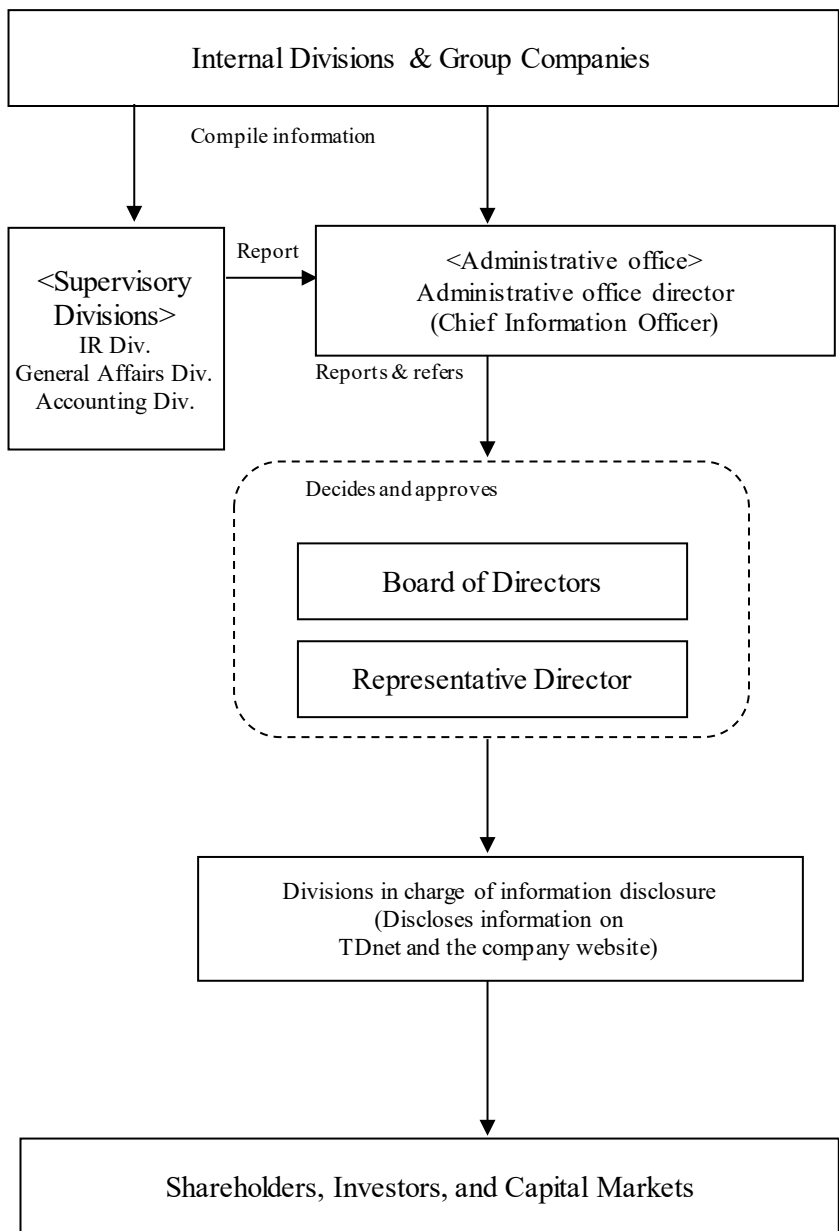 Internal Divisions & Group Companies
Compile information
<Supervisory
Divisions>
IR Div.
General Affairs Div.
Accounting Div.
Report
<Administrative office>
Administrative office director
(Chief Information Officer)
Reports & refers
Decides and approves
Board of Directors
Representative Director
Divisions in charge of information disclosure
(Discloses information on
TDnet and the company website)
Shareholders, Investors, and Capital Markets